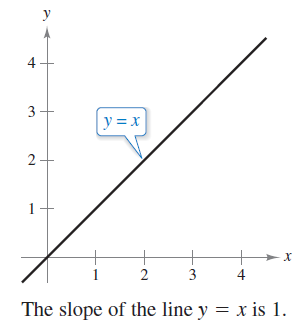 y
4
3
y = x
2
1
x
1 2 3 4
The slope of the line y = x is 1.